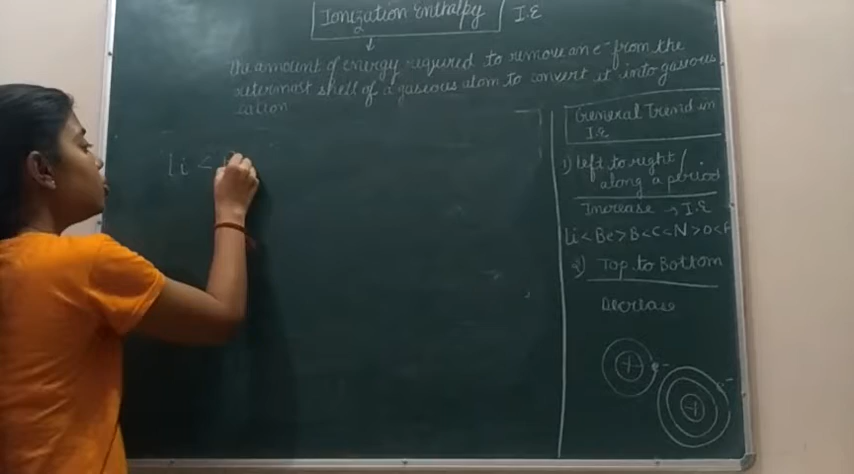 Ionization Enthalpy I.E
the amount of energy required to remove an e⁻ from the
outermost shell of a gaseous atom to convert it into gaseous
cation
Li <
General Trend in
I.E
1) left to right /
along a period
Increase → I.E
Li < Be > B < C < N > O < F
2) Top to Bottom
Decrease
+ e⁻
+ e⁻